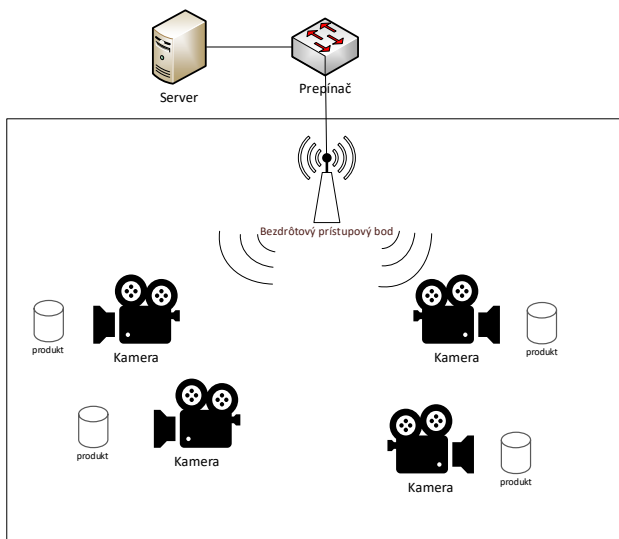 Server
Prepínač
Bezdrôtový prístupový bod
produkt
Kamera
Kamera
produkt
produkt
Kamera
Kamera
produkt